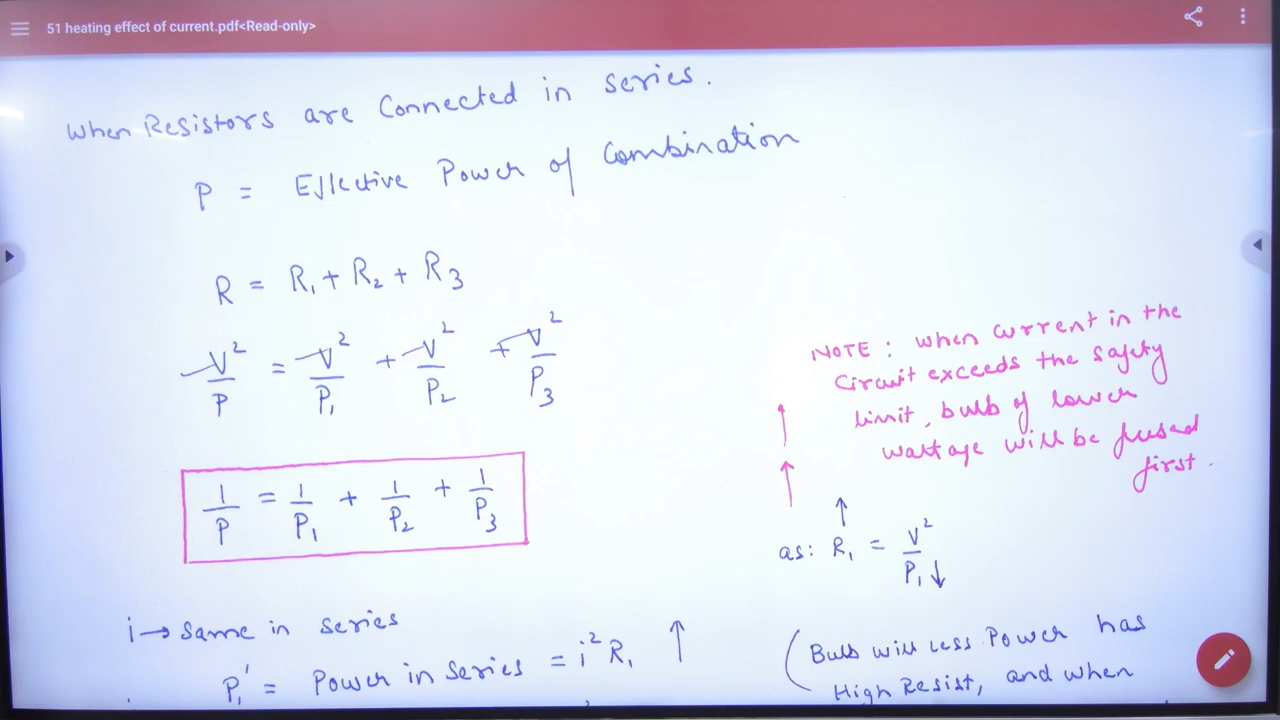 51 heating effect of current.pdf<Read-only>
When Resistors are Connected in series.
P = Effective Power of Combination
R = R₁ + R₂ + R₃
V²/P = V²/P₁ + V²/P₂ + V²/P₃
1/P = 1/P₁ + 1/P₂ + 1/P₃
i → Same in series
P₁' = Power in series = i² R₁ ↑
NOTE : When current in the
Circuit exceeds the safety
limit, bulb of lower
wattage will be fused
first.
as: R₁ ↑ = V²/P₁ ↓
(Bulb will less Power has
High Resist, and when